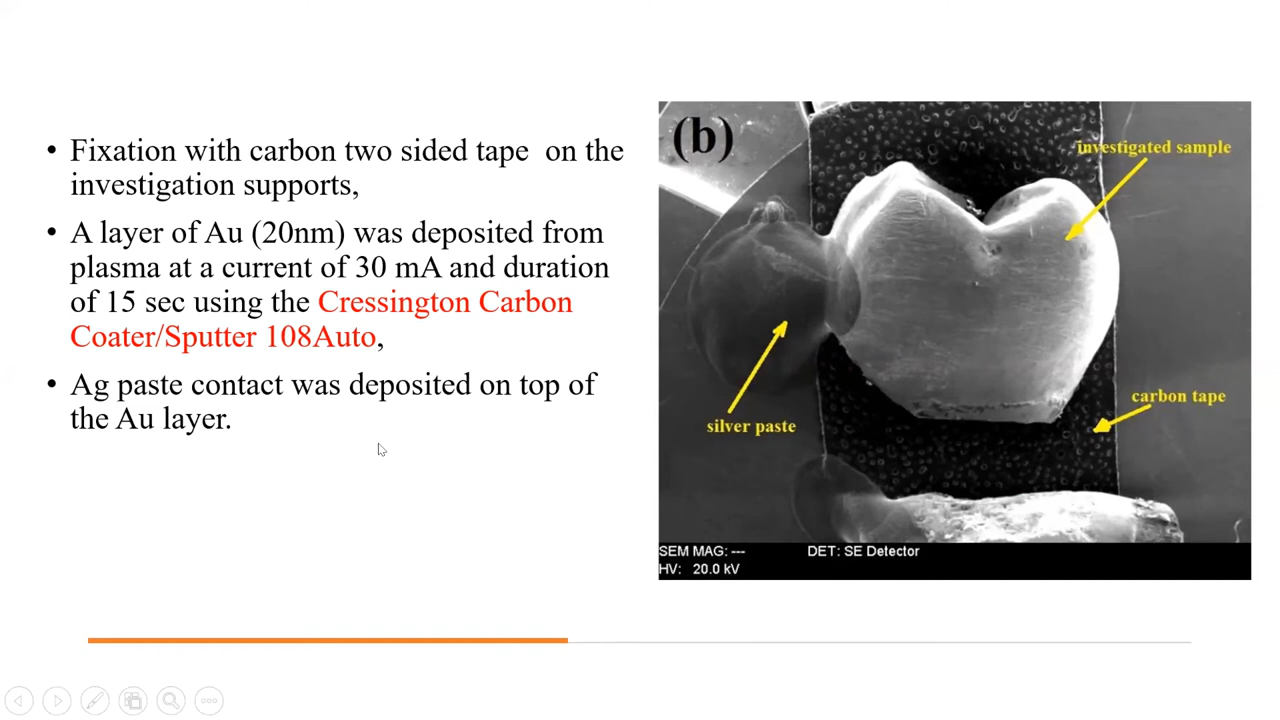 • Fixation with carbon two sided tape on the
investigation supports,
• A layer of Au (20nm) was deposited from
plasma at a current of 30 mA and duration
of 15 sec using the Cressington Carbon
Coater/Sputter 108Auto,
• Ag paste contact was deposited on top of
the Au layer.
(b)
investigated sample
carbon tape
silver paste
SEM MAG: --- DET: SE Detector
HV: 20.0 kV